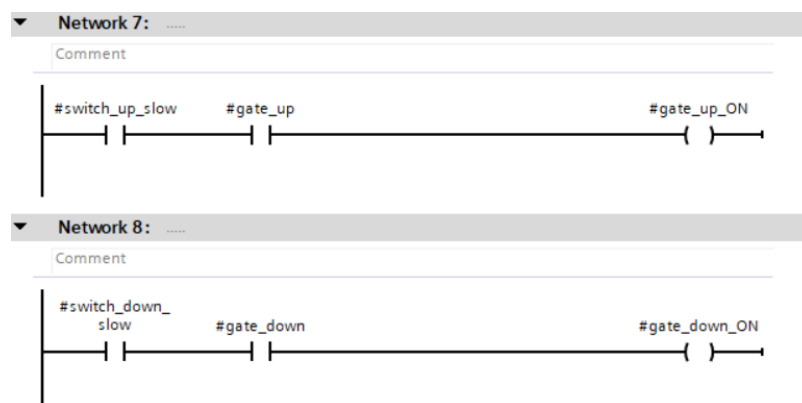 Network 7: .....
Comment
#switch_up_slow #gate_up #gate_up_ON
Network 8: .....
Comment
#switch_down_
slow #gate_down #gate_down_ON